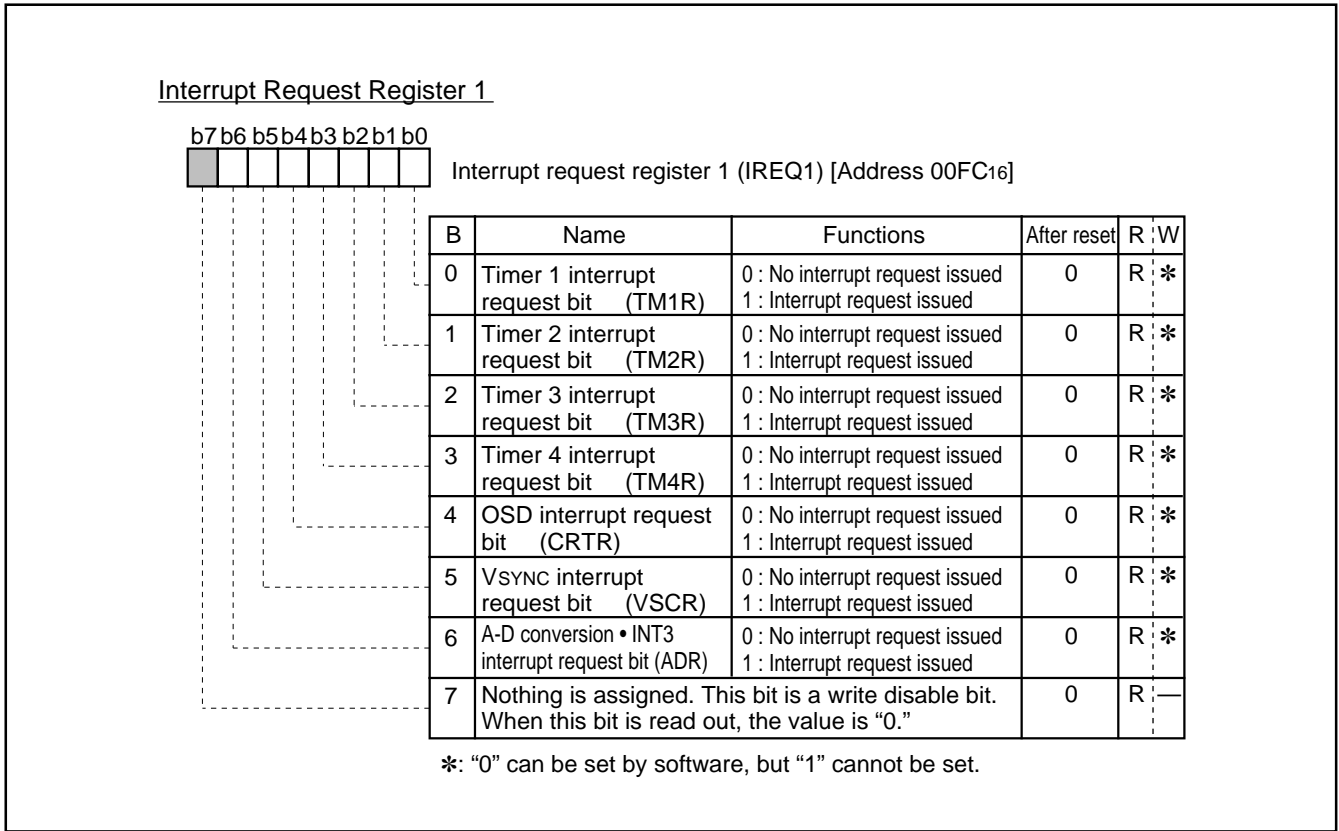 Interrupt Request Register 1
b7 b6 b5 b4 b3 b2 b1 b0
Interrupt request register 1 (IREQ1) [Address 00FC16]
B Name Functions After reset R W
0 Timer 1 interrupt request bit (TM1R) 0 : No interrupt request issued 0 R ✻
1 : Interrupt request issued
1 Timer 2 interrupt request bit (TM2R) 0 : No interrupt request issued 0 R ✻
1 : Interrupt request issued
2 Timer 3 interrupt request bit (TM3R) 0 : No interrupt request issued 0 R ✻
1 : Interrupt request issued
3 Timer 4 interrupt request bit (TM4R) 0 : No interrupt request issued 0 R ✻
1 : Interrupt request issued
4 OSD interrupt request bit (CRTR) 0 : No interrupt request issued 0 R ✻
1 : Interrupt request issued
5 VSYNC interrupt request bit (VSCR) 0 : No interrupt request issued 0 R ✻
1 : Interrupt request issued
6 A-D conversion • INT3 interrupt request bit (ADR) 0 : No interrupt request issued 0 R ✻
1 : Interrupt request issued
7 Nothing is assigned. This bit is a write disable bit. 0 R —
When this bit is read out, the value is “0.”
✻: “0” can be set by software, but “1” cannot be set.